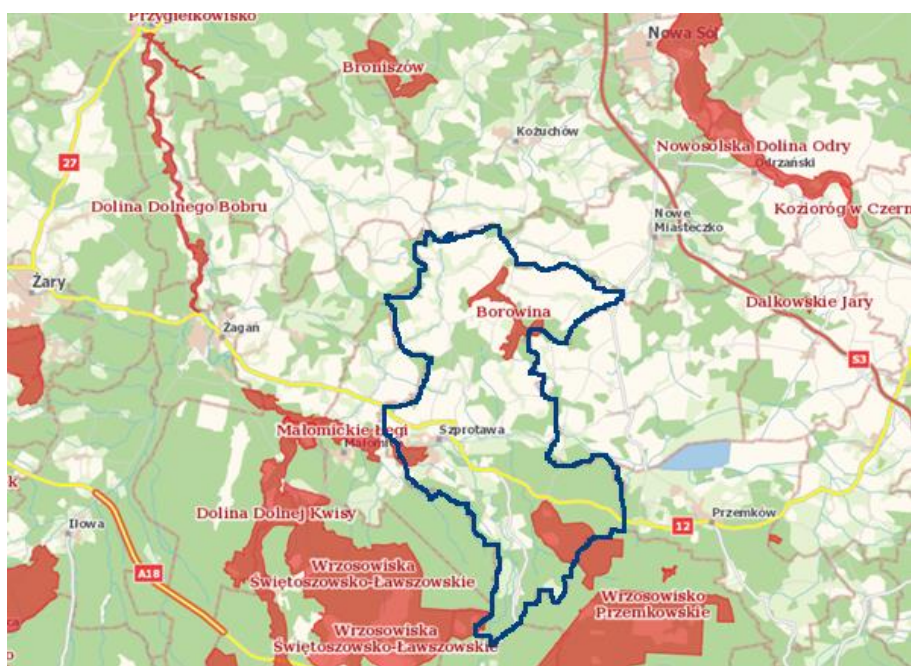 Przygiełkowisko
Nowa Sól
Broniszów
Kożuchów
27
Nowosolska Dolina Odry
Odrzański
Dolina Dolnego Bobru
Nowe
Miasteczko
Kozioróg w Czern
Żary
Borowina
Dalkowskie Jary
Żagań
S3
Małomickie Łęgi
Szprotawa
Małomi
k
Dolina Dolnej Kwisy
Iłowa
12
Przemków
A18
Wrzosowiska
Świętoszowsko-Ławszowskie
Wrzosowisko
Przemkowskie
Wrzosowiska
Świętoszowsko-Ławszowskie